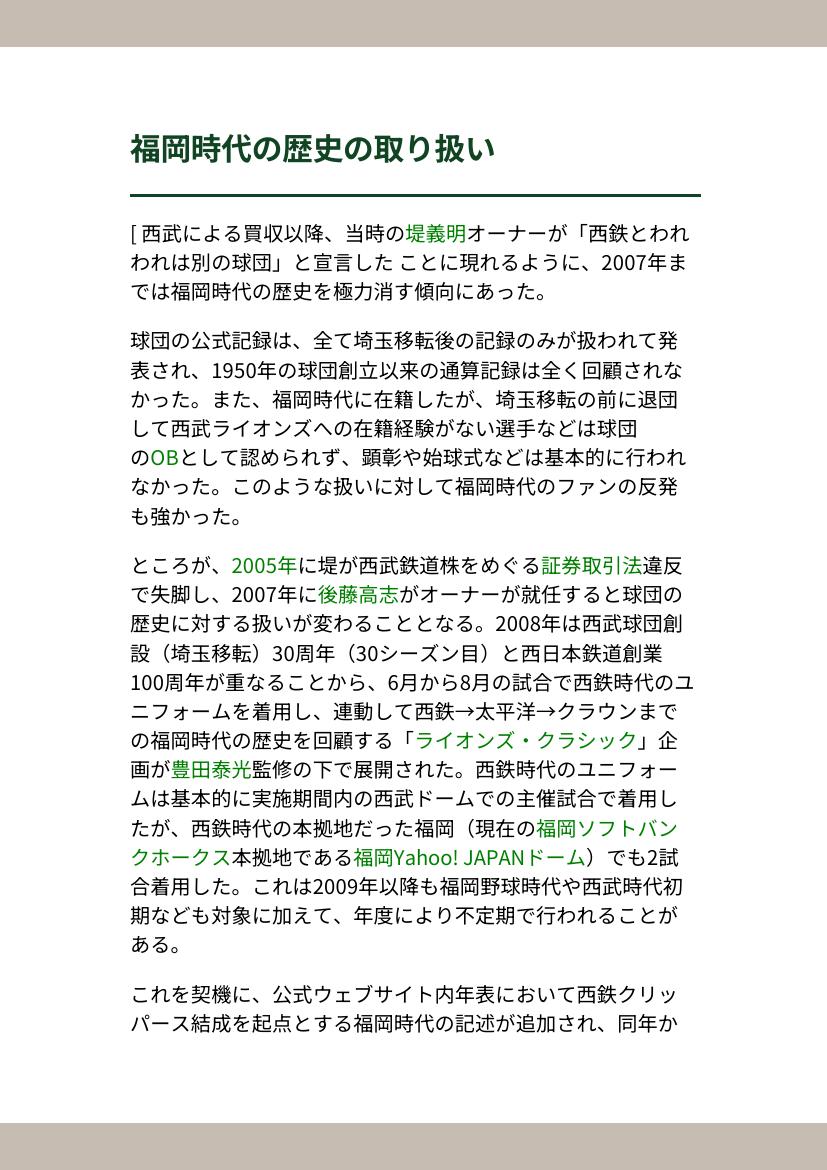 福岡時代の歴史の取り扱い
[ 西武による買収以降、当時の堤義明オーナーが「西鉄とわれ
われは別の球団」と宣言した ことに現れるように、2007年ま
では福岡時代の歴史を極力消す傾向にあった。
球団の公式記録は、全て埼玉移転後の記録のみが扱われて発
表され、1950年の球団創立以来の通算記録は全く回顧されな
かった。また、福岡時代に在籍したが、埼玉移転の前に退団
して西武ライオンズへの在籍経験がない選手などは球団
のOBとして認められず、顕彰や始球式などは基本的に行われ
なかった。このような扱いに対して福岡時代のファンの反発
も強かった。
ところが、2005年に堤が西武鉄道株をめぐる証券取引法違反
で失脚し、2007年に後藤高志がオーナーが就任すると球団の
歴史に対する扱いが変わることとなる。2008年は西武球団創
設（埼玉移転）30周年（30シーズン目）と西日本鉄道創業
100周年が重なることから、6月から8月の試合で西鉄時代のユ
ニフォームを着用し、連動して西鉄→太平洋→クラウンまで
の福岡時代の歴史を回顧する「ライオンズ・クラシック」企
画が豊田泰光監修の下で展開された。西鉄時代のユニフォー
ムは基本的に実施期間内の西武ドームでの主催試合で着用し
たが、西鉄時代の本拠地だった福岡（現在の福岡ソフトバン
クホークス本拠地である福岡Yahoo! JAPANドーム）でも2試
合着用した。これは2009年以降も福岡野球時代や西武時代初
期なども対象に加えて、年度により不定期で行われることが
ある。
これを契機に、公式ウェブサイト内年表において西鉄クリッ
パース結成を起点とする福岡時代の記述が追加され、同年か